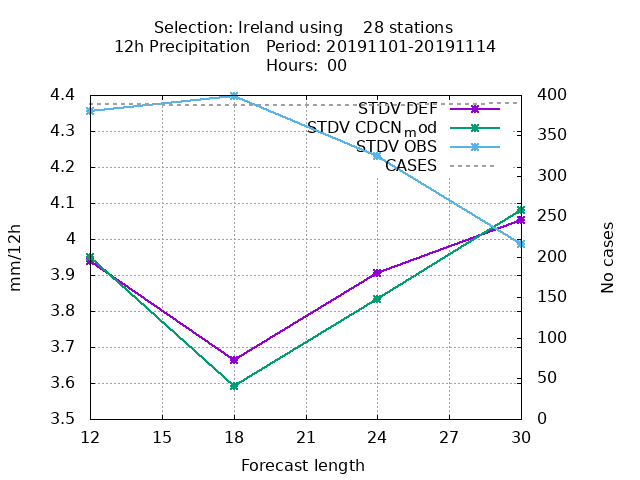 Selection: Ireland using    28 stations
12h Precipitation   Period: 20191101-20191114
Hours:  00
4.4
4.3
4.2
4.1
4
3.9
3.8
3.7
3.6
3.5
mm/12h
400
350
300
250
200
150
100
50
0
No cases
STDV DEF
STDV CDCNmod
STDV OBS
CASES
12 15 18 21 24 27 30
Forecast length